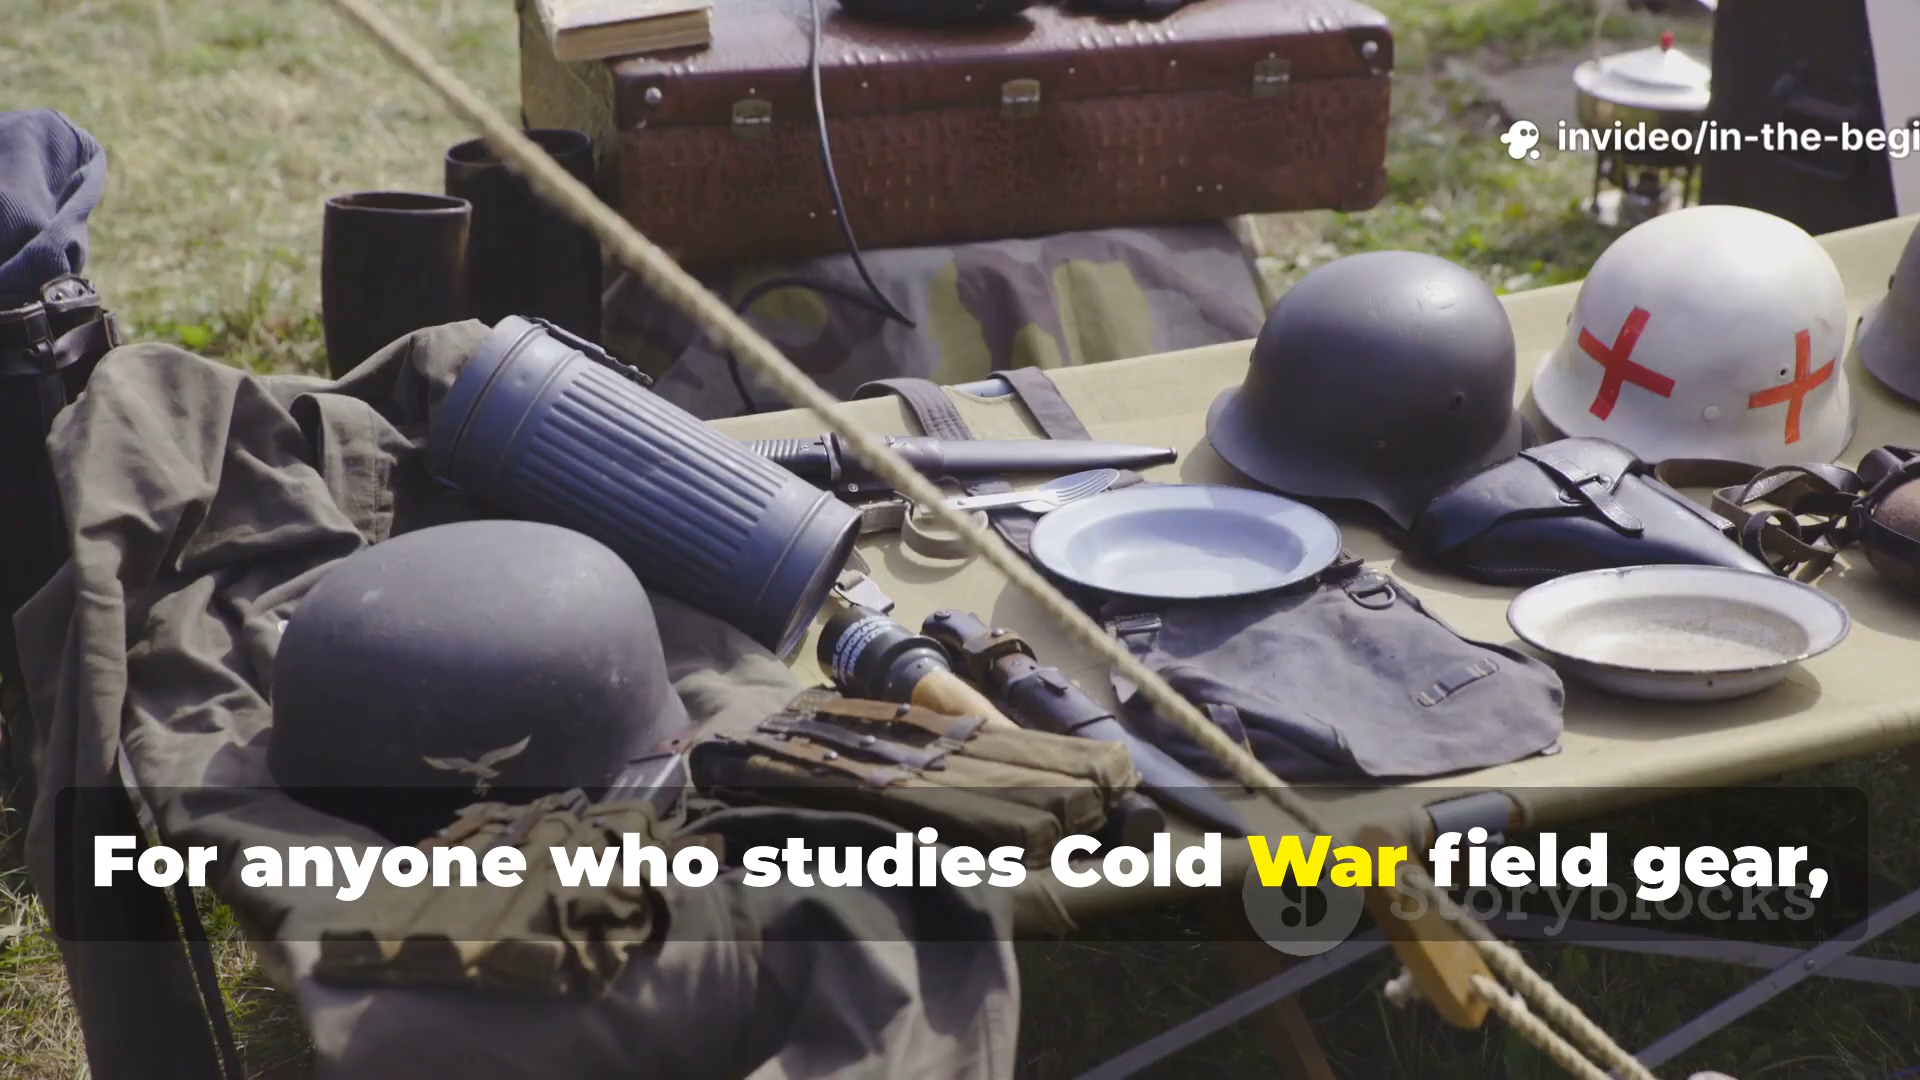 invideo/in-the-begi
For anyone who studies Cold War field gear,
Storyblocks